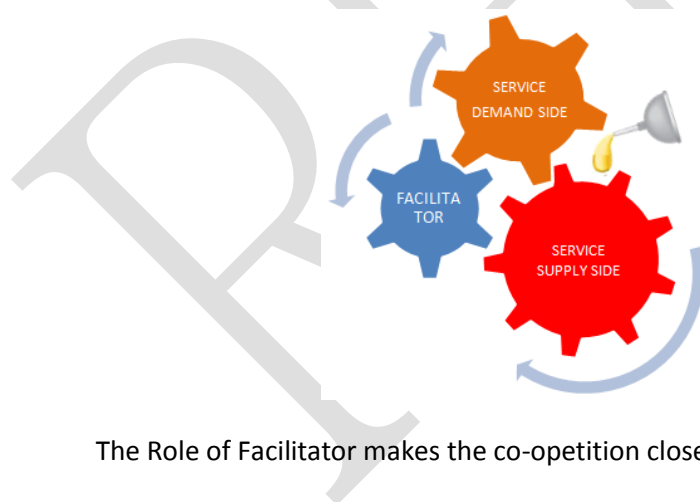 SERVICE
DEMAND SIDE
FACILITA
TOR
SERVICE
SUPPLY SIDE
The Role of Facilitator makes the co-opetition close